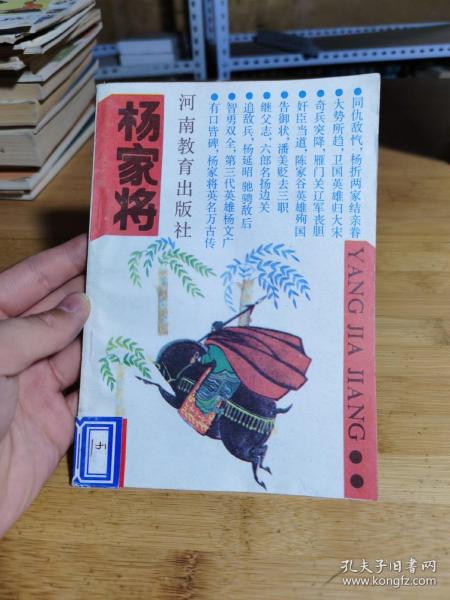 杨家将
河南教育出版社
●同仇敌忾，杨折两家结亲眷
●大势所趋，卫国英雄归大宋
●奇兵突降，雁门关辽军丧胆
●奸臣当道，陈家谷英雄殉国
●告御状，潘美贬去三职
●继父志，六郎名扬边关
●追敌兵，杨延昭驰骋敌后
●智勇双全，第三代英雄杨文广
●有口皆碑，杨家将英名万古传
YANG JIA JIANG●●
孔夫子旧书网
www.kongfz.com